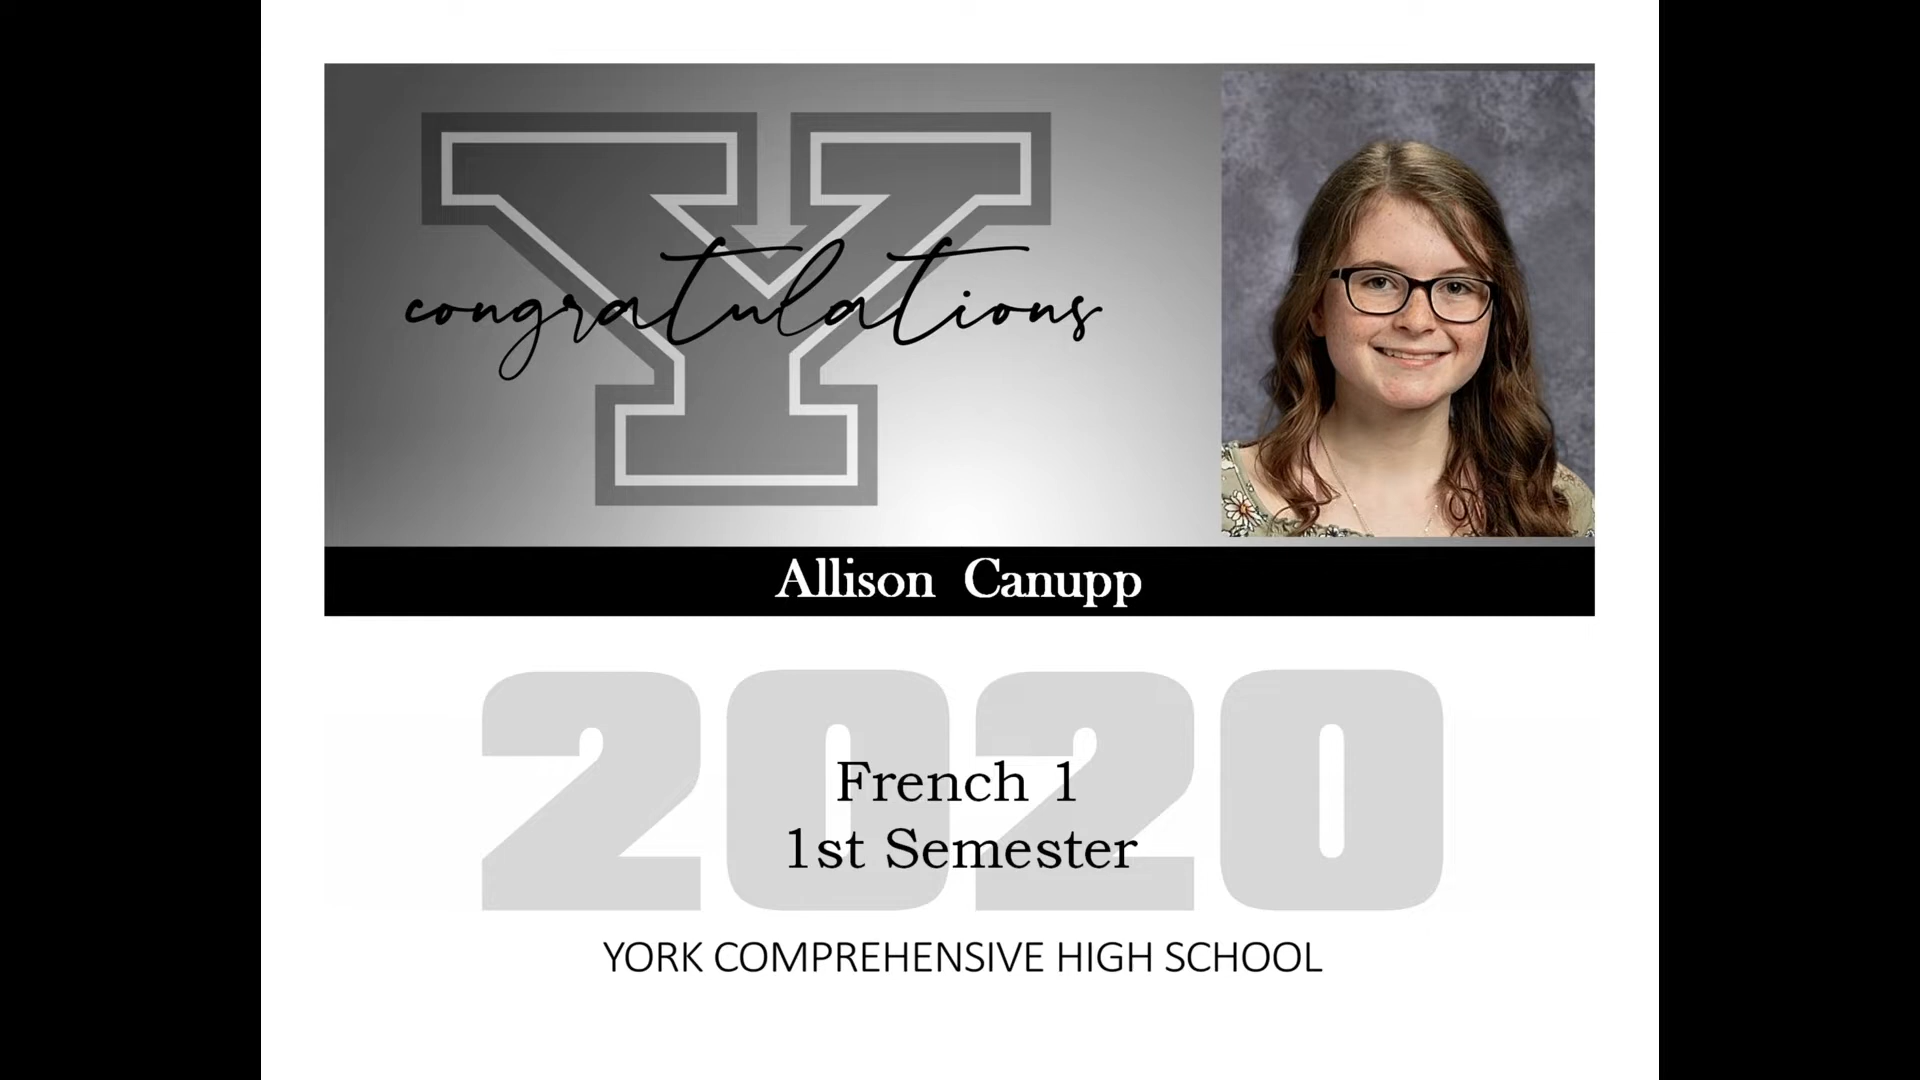 Y
congratulations
Allison Canupp
2020
French 1
1st Semester
YORK COMPREHENSIVE HIGH SCHOOL